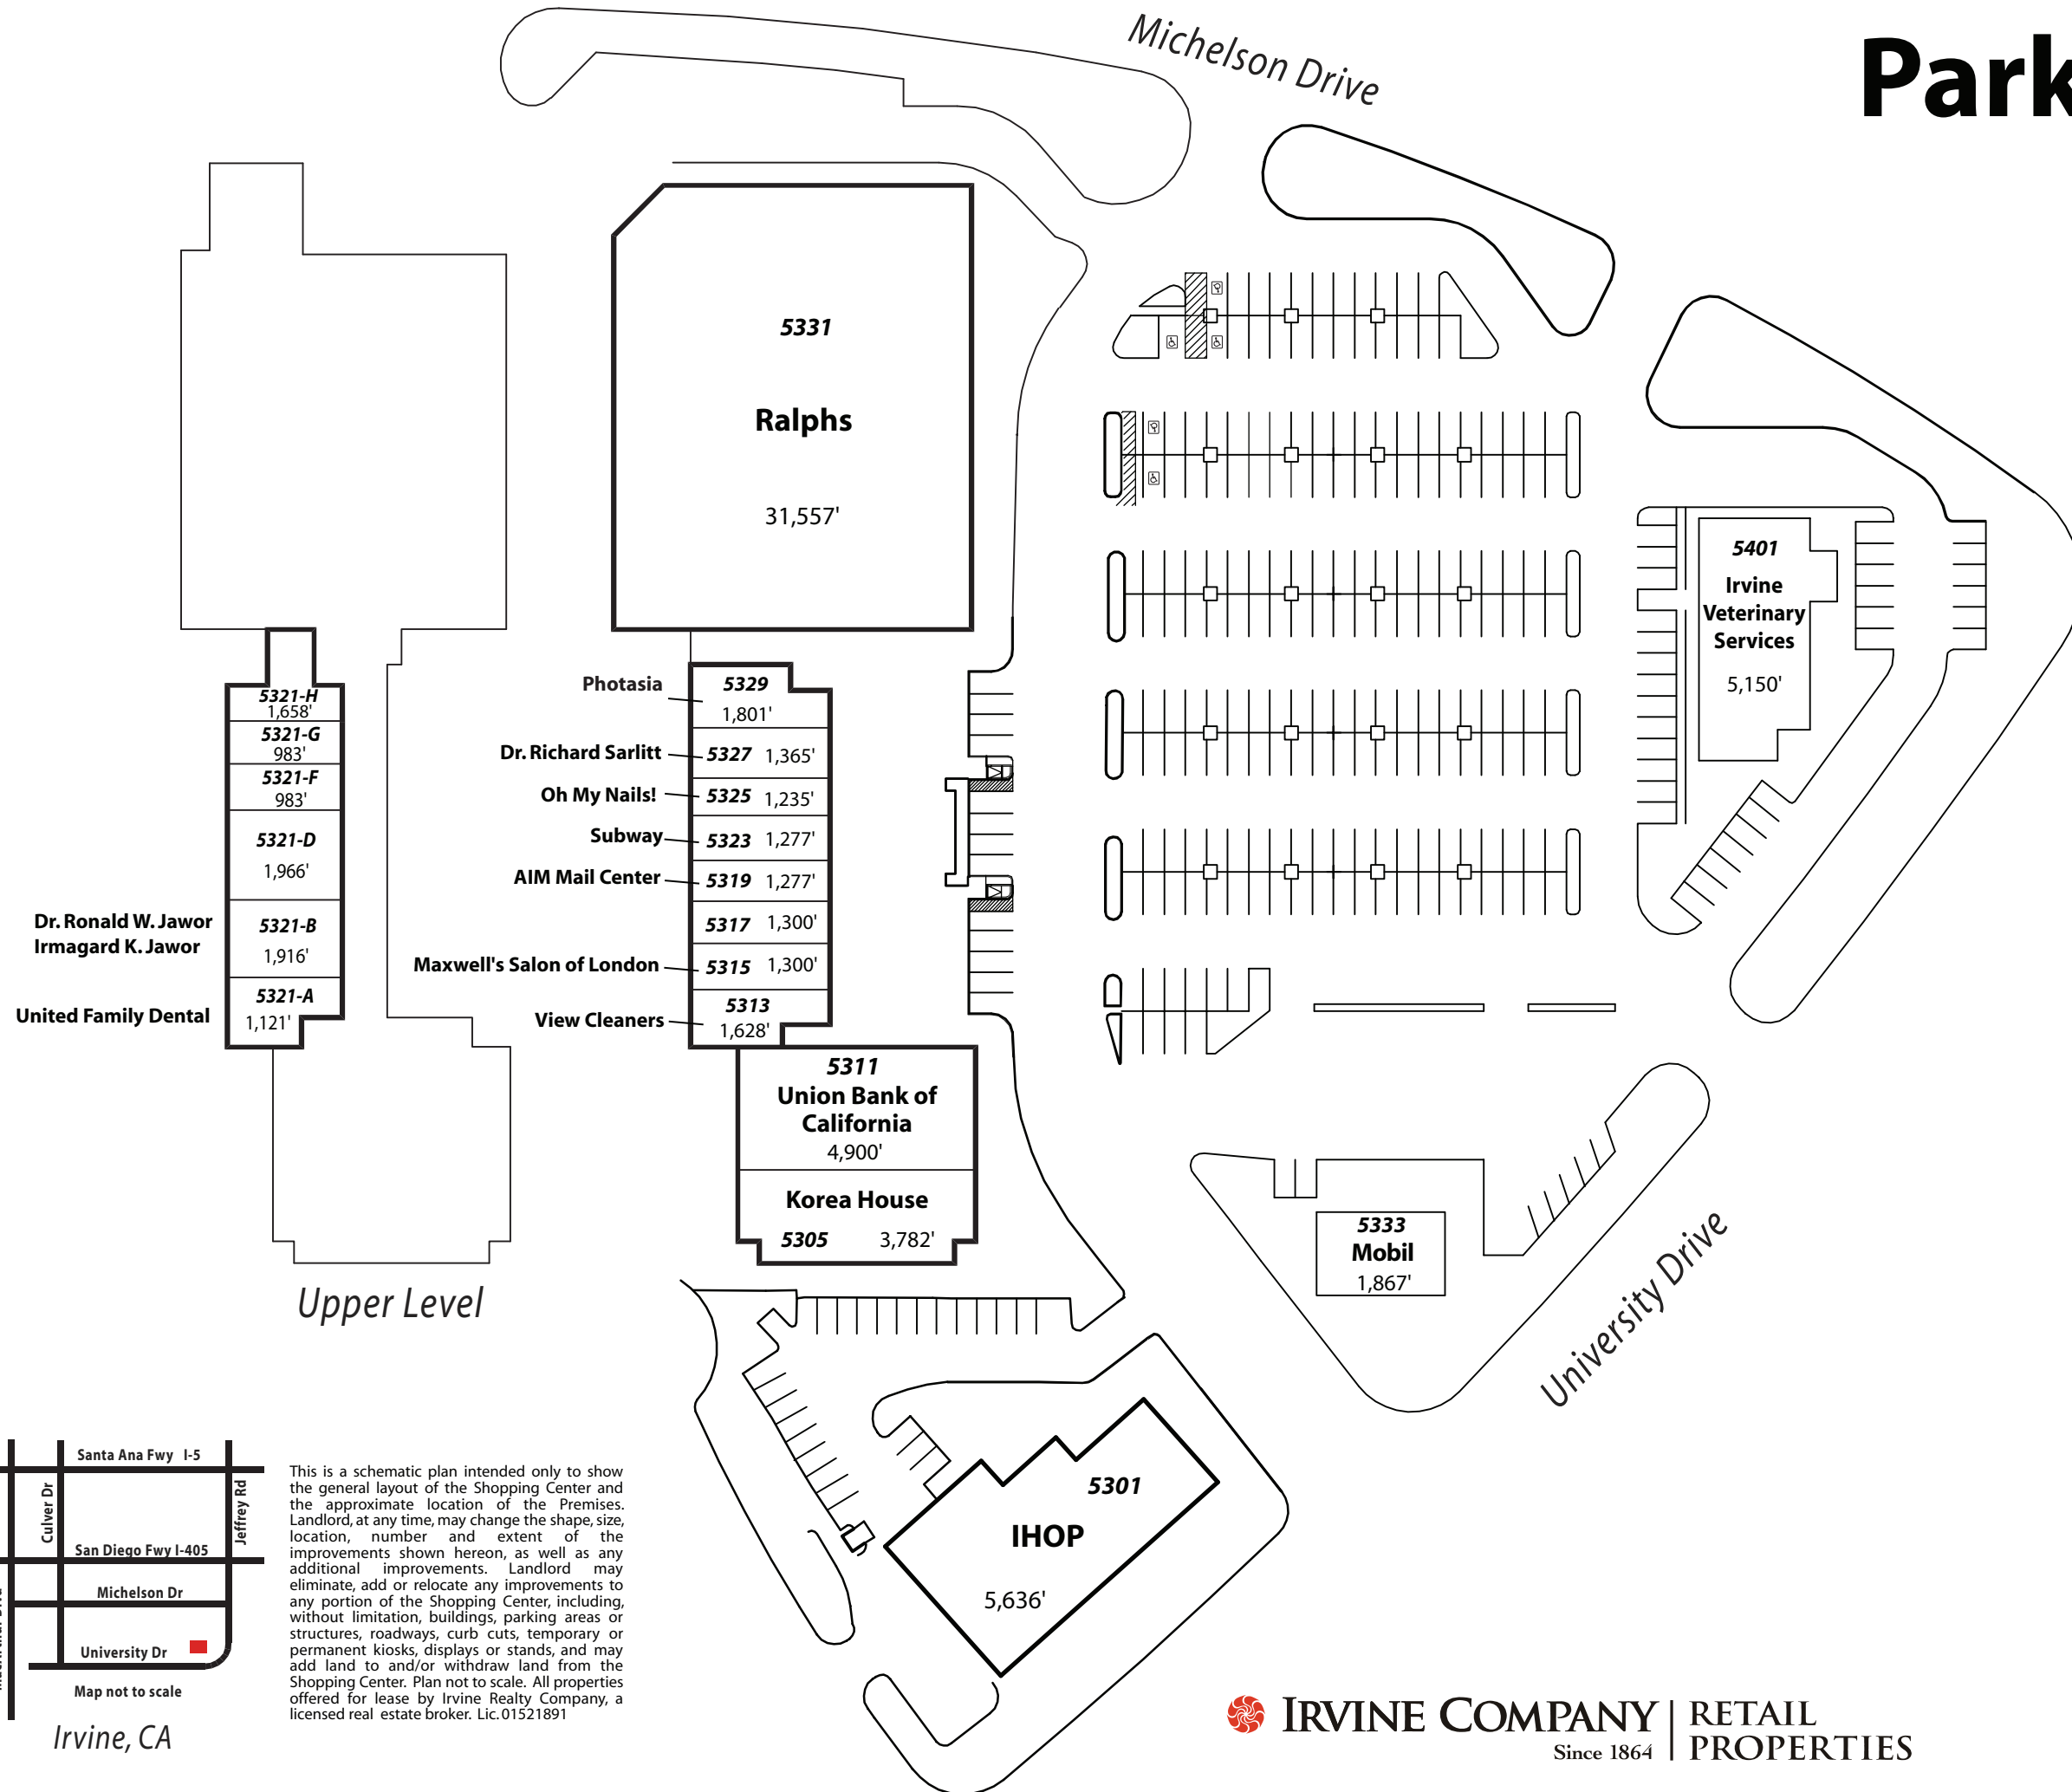 Michelson Drive
Park
5331
Ralphs
31,557'
5401
Irvine
Veterinary
Services
5,150'
5321-H
1,658'
5321-G
983'
5321-F
983'
5321-D
1,966'
Dr. Ronald W. Jawor
Irmagard K. Jawor
5321-B
1,916'
United Family Dental
5321-A
1,121'
Photasia
5329
1,801'
Dr. Richard Sarlitt 5327 1,365'
Oh My Nails! 5325 1,235'
Subway 5323 1,277'
AIM Mail Center 5319 1,277'
5317 1,300'
Maxwell's Salon of London 5315 1,300'
View Cleaners
5313
1,628'
5311
Union Bank of
California
4,900'
Korea House
5305 3,782'
Upper Level
5333
Mobil
1,867'
University Drive
5301
IHOP
5,636'
Santa Ana Fwy I-5
Culver Dr
Jeffrey Rd
San Diego Fwy I-405
Michelson Dr
University Dr
Map not to scale
Irvine, CA
This is a schematic plan intended only to show
the general layout of the Shopping Center and
the approximate location of the Premises.
Landlord, at any time, may change the shape, size,
location, number and extent of the
improvements shown hereon, as well as any
additional improvements. Landlord may
eliminate, add or relocate any improvements to
any portion of the Shopping Center, including,
without limitation, buildings, parking areas or
structures, roadways, curb cuts, temporary or
permanent kiosks, displays or stands, and may
add land to and/or withdraw land from the
Shopping Center. Plan not to scale. All properties
offered for lease by Irvine Realty Company, a
licensed real estate broker. Lic. 01521891
IRVINE COMPANY
Since 1864
RETAIL
PROPERTIES